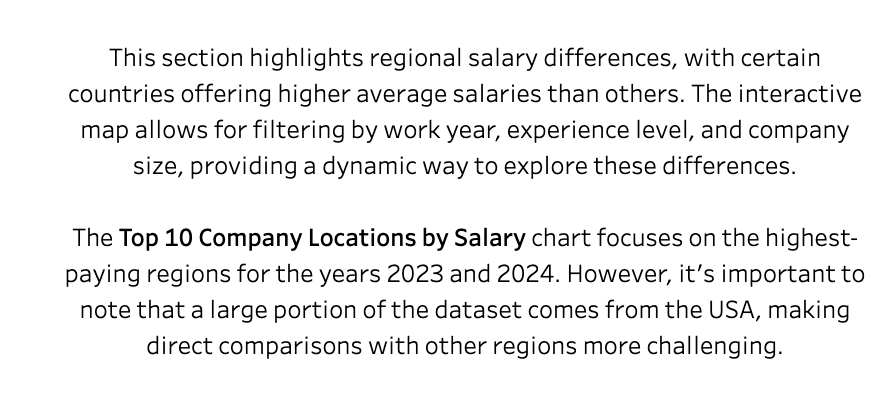 This section highlights regional salary differences, with certain
countries offering higher average salaries than others. The interactive
map allows for filtering by work year, experience level, and company
size, providing a dynamic way to explore these differences.
The Top 10 Company Locations by Salary chart focuses on the highest-
paying regions for the years 2023 and 2024. However, it’s important to
note that a large portion of the dataset comes from the USA, making
direct comparisons with other regions more challenging.